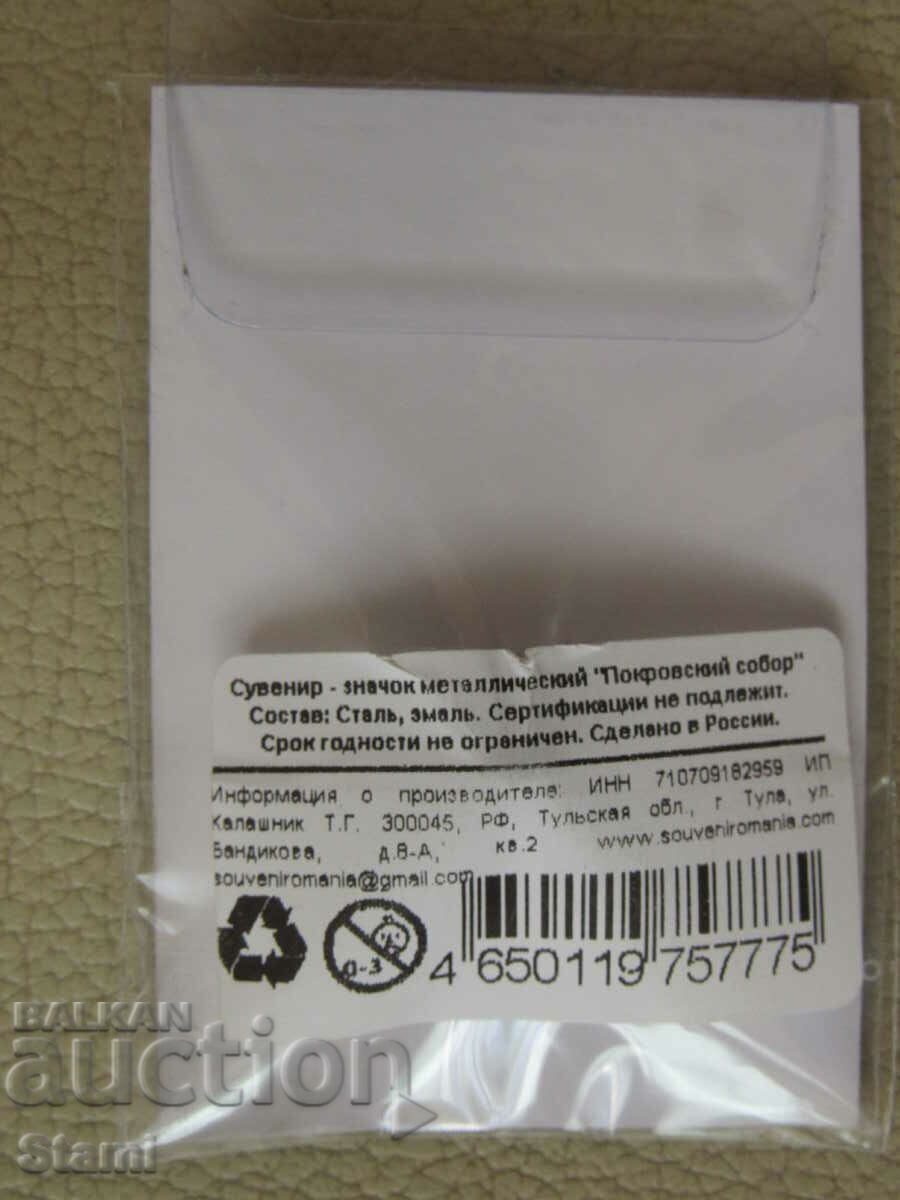 Сувенир - значок металлический "Покровский собор"
Состав: Сталь, эмаль. Сертификации не подлежит.
Срок годности не ограничен. Сделано в России.
Информация о производителе: ИНН 710709182959 ИП
Калашник Т.Г. 300045, РФ, Тульская обл., г. Тула, ул.
Бандикова, д.8-А, кв.2 www.souveniromania.com
souveniromania@gmail.com
0-3
4 650119 757775
BALKAN
auction
Stami